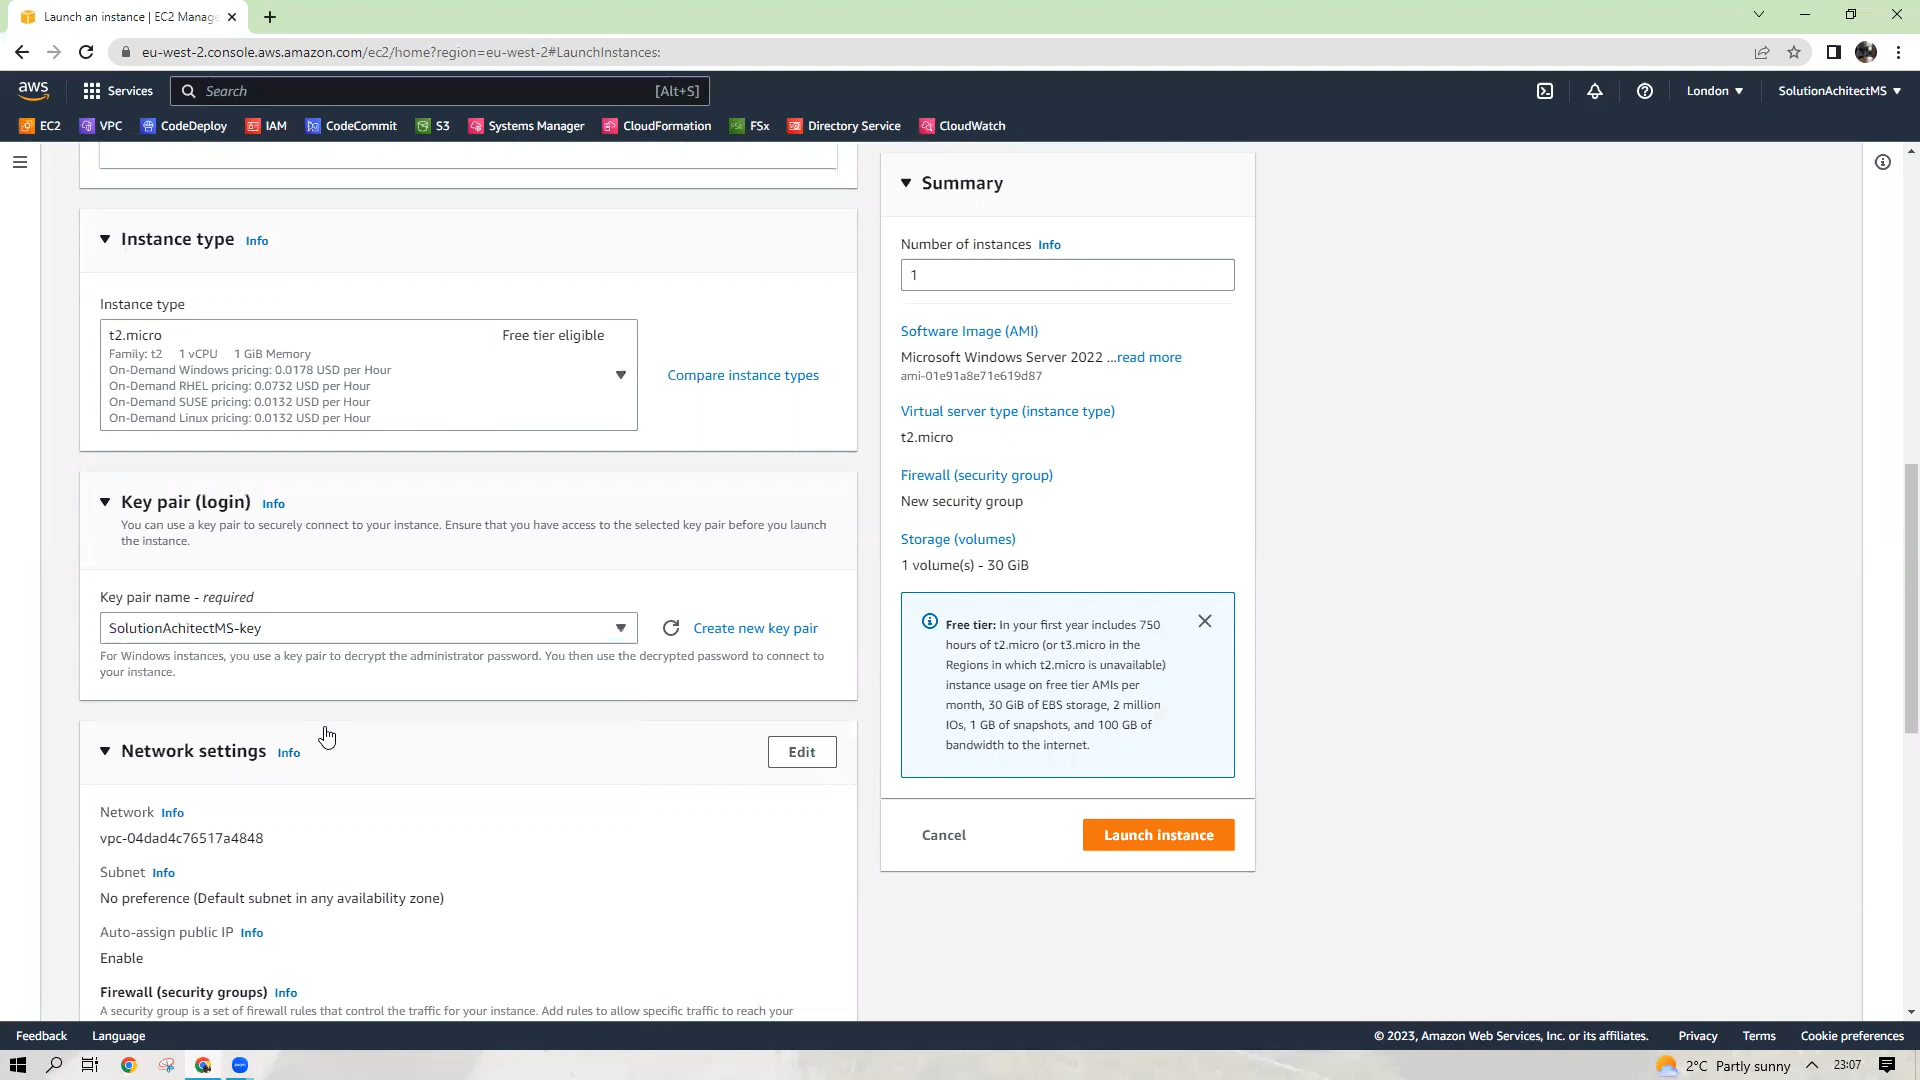 Launch an instance | EC2 Manage
eu-west-2.console.aws.amazon.com/ec2/home?region=eu-west-2#LaunchInstances:
aws
Services
Search
[Alt+S]
London
SolutionAchitectMS
EC2
VPC
CodeDeploy
IAM
CodeCommit
S3
Systems Manager
CloudFormation
FSx
Directory Service
CloudWatch
Instance type Info
Instance type
t2.micro
Free tier eligible
Family: t2 1 vCPU 1 GiB Memory
On-Demand Windows pricing: 0.0178 USD per Hour
On-Demand RHEL pricing: 0.0732 USD per Hour
On-Demand SUSE pricing: 0.0132 USD per Hour
On-Demand Linux pricing: 0.0132 USD per Hour
Compare instance types
Key pair (login) Info
You can use a key pair to securely connect to your instance. Ensure that you have access to the selected key pair before you launch
the instance.
Key pair name - required
SolutionAchitectMS-key
Create new key pair
For Windows instances, you use a key pair to decrypt the administrator password. You then use the decrypted password to connect to
your instance.
Network settings Info
Edit
Network Info
vpc-04dad4c76517a4848
Subnet Info
No preference (Default subnet in any availability zone)
Auto-assign public IP Info
Enable
Firewall (security groups) Info
A security group is a set of firewall rules that control the traffic for your instance. Add rules to allow specific traffic to reach your
Summary
Number of instances Info
1
Software Image (AMI)
Microsoft Windows Server 2022 ...read more
ami-01e91a8e71e619d87
Virtual server type (instance type)
t2.micro
Firewall (security group)
New security group
Storage (volumes)
1 volume(s) - 30 GiB
Free tier: In your first year includes 750
hours of t2.micro (or t3.micro in the
Regions in which t2.micro is unavailable)
instance usage on free tier AMIs per
month, 30 GiB of EBS storage, 2 million
IOs, 1 GB of snapshots, and 100 GB of
bandwidth to the internet.
Cancel
Launch instance
Feedback
Language
© 2023, Amazon Web Services, Inc. or its affiliates.
Privacy
Terms
Cookie preferences
2°C Partly sunny
23:07